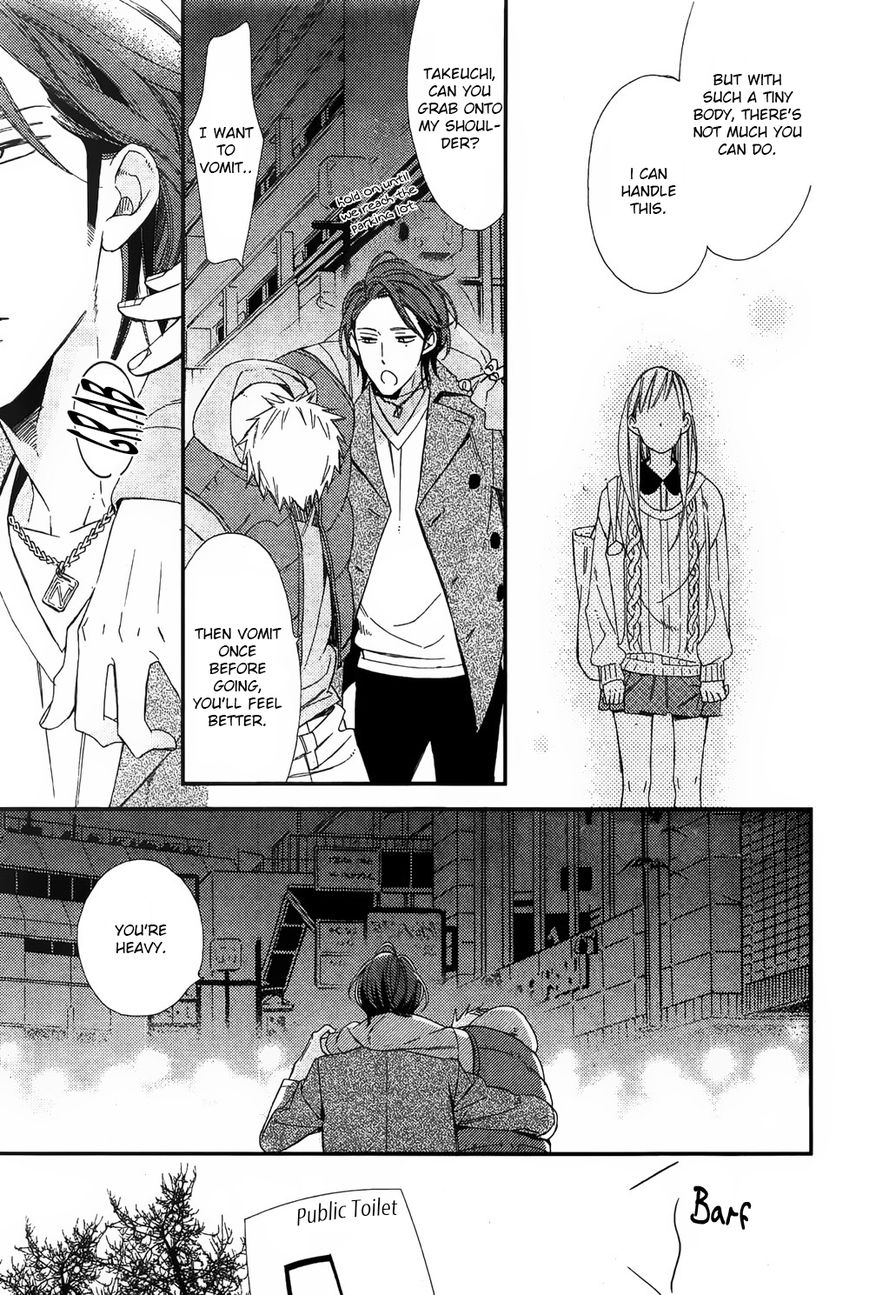 BUT WITH
SUCH A TINY
BODY, THERE'S
NOT MUCH YOU
CAN DO.
I CAN
HANDLE
THIS.
TAKEUCHI,
CAN YOU
GRAB ONTO
MY SHOUL-
DER?
hold on until
we reach the
parking lot.
I WANT
TO
VOMIT..
THEN VOMIT
ONCE
BEFORE
GOING,
YOU'LL FEEL
BETTER.
GRAB
N
YOU'RE
HEAVY.
Barf
Public Toilet